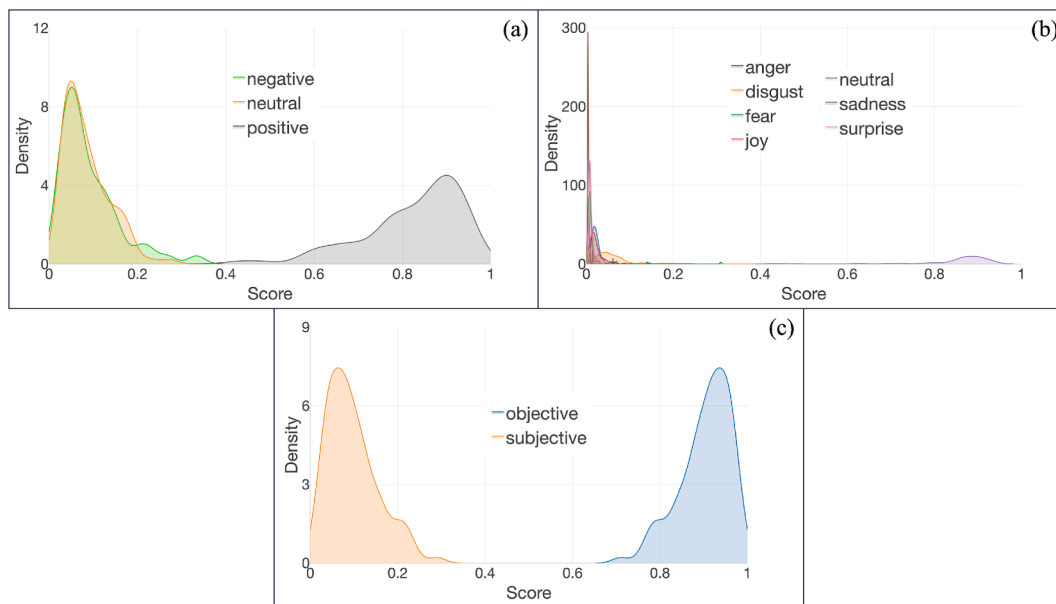 (a)
12
9
6
4
0
Density
negative
neutral
positive
0 0.2 0.4 0.6 0.8 1
Score
(b)
300
200
100
0
Density
anger
disgust
fear
joy
neutral
sadness
surprise
0 0.2 0.4 0.6 0.8 1
Score
(c)
9
6
3
0
Density
objective
subjective
0 0.2 0.4 0.6 0.8 1
Score